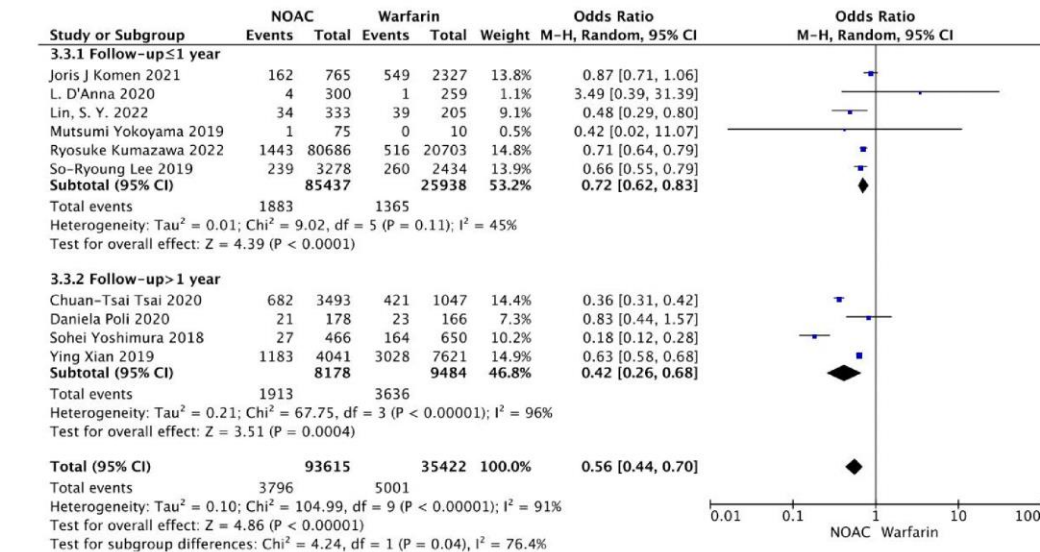 NOAC Warfarin Odds Ratio Odds Ratio
Study or Subgroup Events Total Events Total Weight M-H, Random, 95% CI M-H, Random, 95% CI
3.3.1 Follow-up≤1 year
Joris J Komen 2021 162 765 549 2327 13.8% 0.87 [0.71, 1.06]
L. D'Anna 2020 4 300 1 259 1.1% 3.49 [0.39, 31.39]
Lin, S. Y. 2022 34 333 39 205 9.1% 0.48 [0.29, 0.80]
Mutsumi Yokoyama 2019 1 75 0 10 0.5% 0.42 [0.02, 11.07]
Ryosuke Kumazawa 2022 1443 80686 516 20703 14.8% 0.71 [0.64, 0.79]
So-Ryoung Lee 2019 239 3278 260 2434 13.9% 0.66 [0.55, 0.79]
Subtotal (95% CI) 85437 25938 53.2% 0.72 [0.62, 0.83]
Total events 1883 1365
Heterogeneity: Tau² = 0.01; Chi² = 9.02, df = 5 (P = 0.11); I² = 45%
Test for overall effect: Z = 4.39 (P < 0.0001)
3.3.2 Follow-up>1 year
Chuan-Tsai Tsai 2020 682 3493 421 1047 14.4% 0.36 [0.31, 0.42]
Daniela Poli 2020 21 178 23 166 7.3% 0.83 [0.44, 1.57]
Sohei Yoshimura 2018 27 466 164 650 10.2% 0.18 [0.12, 0.28]
Ying Xian 2019 1183 4041 3028 7621 14.9% 0.63 [0.58, 0.68]
Subtotal (95% CI) 8178 9484 46.8% 0.42 [0.26, 0.68]
Total events 1913 3636
Heterogeneity: Tau² = 0.21; Chi² = 67.75, df = 3 (P < 0.00001); I² = 96%
Test for overall effect: Z = 3.51 (P = 0.0004)
Total (95% CI) 93615 35422 100.0% 0.56 [0.44, 0.70]
Total events 3796 5001
Heterogeneity: Tau² = 0.10; Chi² = 104.99, df = 9 (P < 0.00001); I² = 91%
Test for overall effect: Z = 4.86 (P < 0.00001)
Test for subgroup differences: Chi² = 4.24, df = 1 (P = 0.04), I² = 76.4%
0.01 0.1 1 10 100
NOAC Warfarin